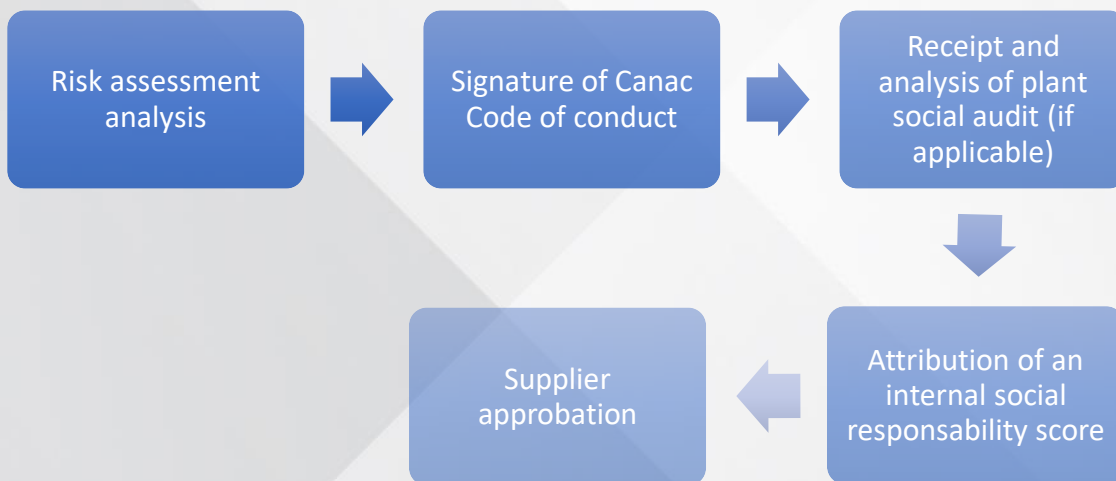 Risk assessment
analysis
Signature of Canac
Code of conduct
Receipt and
analysis of plant
social audit (if
applicable)
Attribution of an
internal social
responsability score
Supplier
approbation